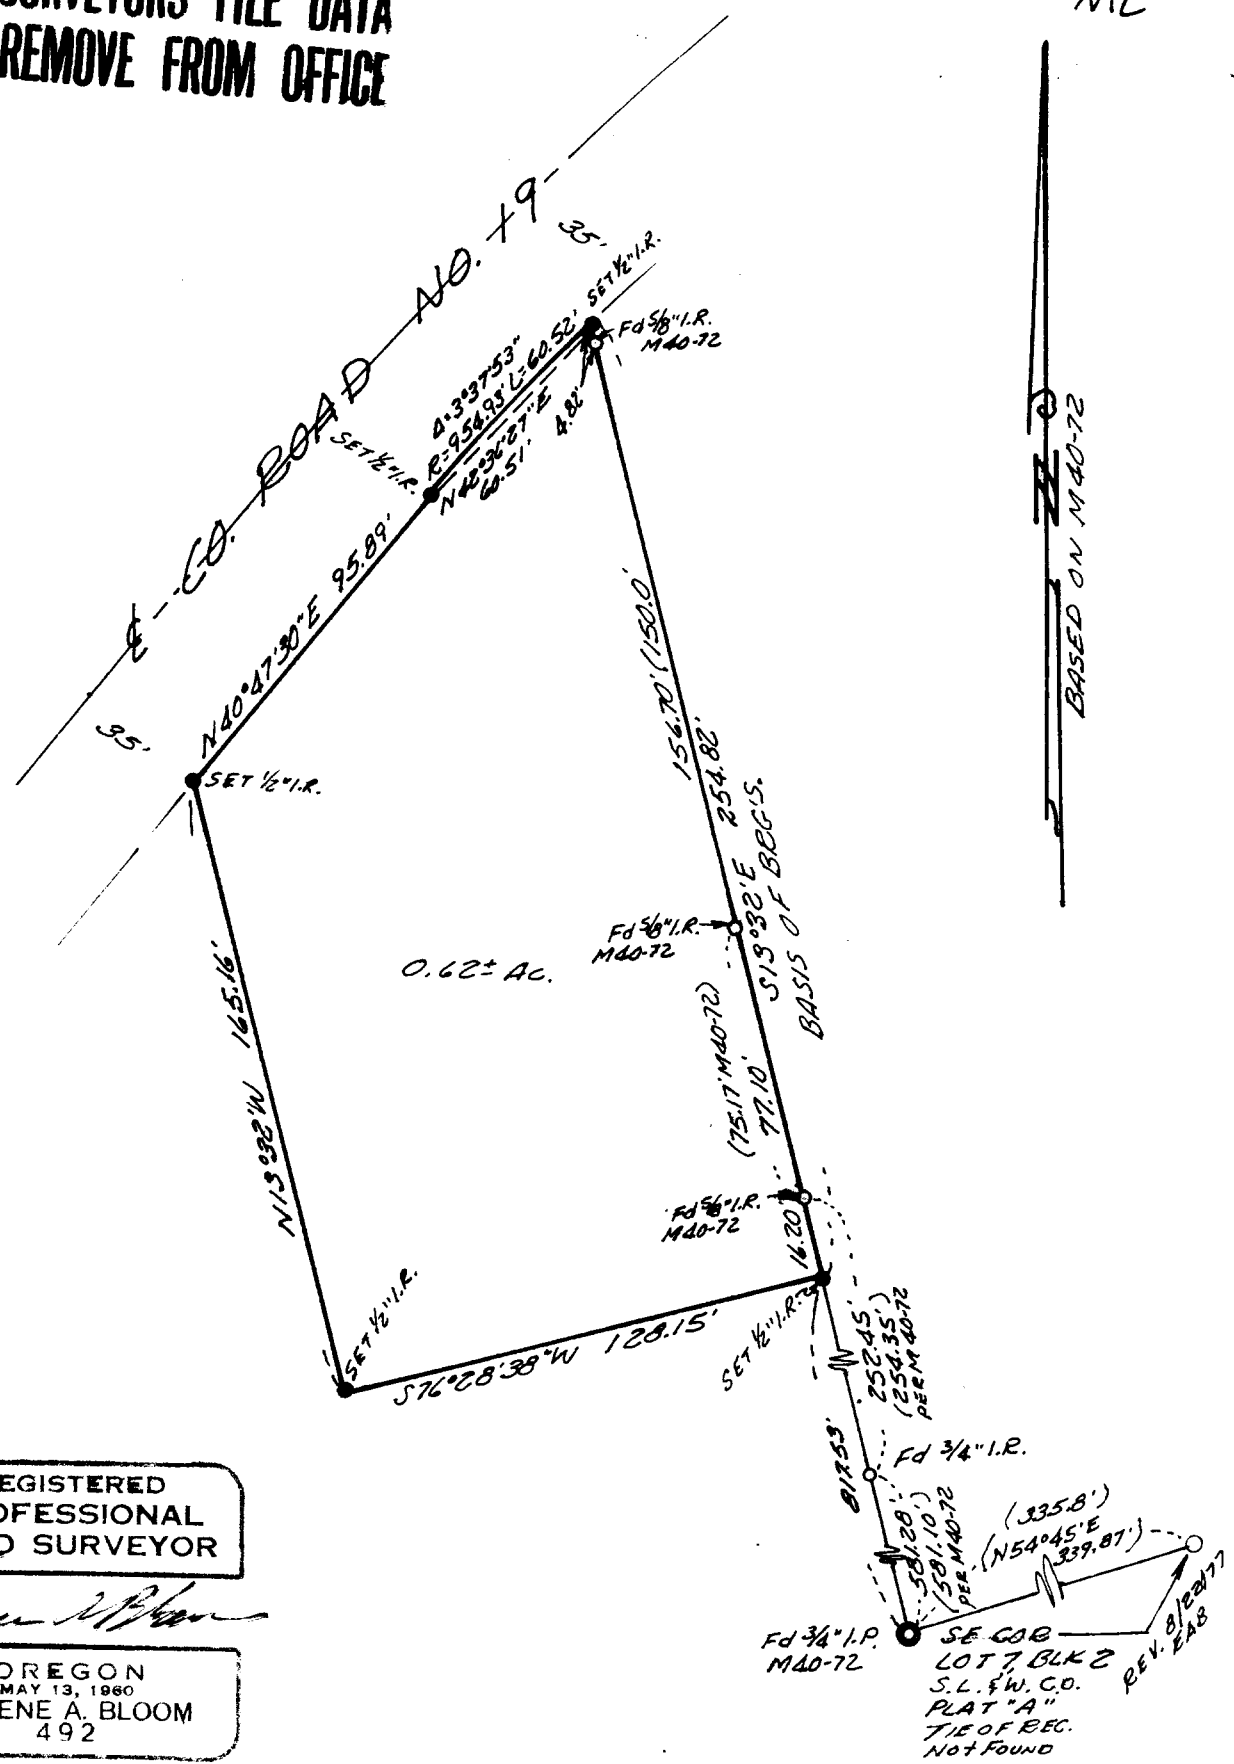 SURVEYORS FILE DATA
REMOVE FROM OFFICE
℄ - CO. ROAD NO. 19
35'
SET 1/2" I.R.
Fd 5/8" I.R.
M40-72
Δ=3°37'53"
R=954.93' L=60.52'
N42°36'27"E
60.51'
4.82'
SET 1/2" I.R.
N40°47'30"E 95.89'
35'
SET 1/2" I.R.
BASED ON M40-72
156.70' (150.0'
254.82'
S13°32'E
BASIS OF BRG'S.
Fd 5/8" I.R.
M40-72
0.62± AC.
(75.17' M40-72)
77.10'
165.16'
N13°32'W
Fd 5/8" I.R.
M40-72
16.20'
SET 1/2" I.R.
SET 1/2" I.R.
S76°28'38"W 128.15'
252.45'
(254.35')
PER M40-72
817.53'
Fd 3/4" I.R.
581.28'
(581.10')
PER M40-72
(335.8')
(N54°45'E
339.87')
Fd 3/4" I.P.
M40-72
SE COR
LOT 7, BLK 2
S.L. & W. CO.
PLAT "A"
TIE OF REC.
NOT FOUND
REV. 8/22/77
EAB
EGISTERED
OFESSIONAL
D SURVEYOR
OREGON
MAY 13, 1960
ENE A. BLOOM
492